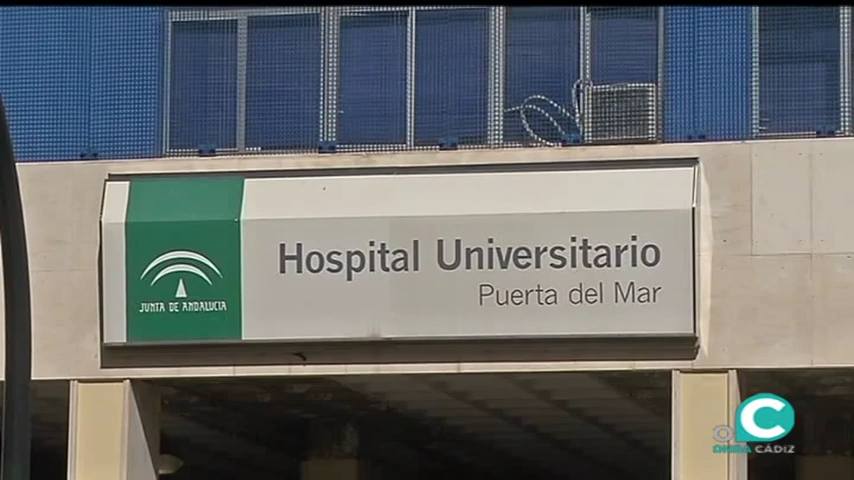 Hospital Universitario
Puerta del Mar
JUNTA DE ANDALUCIA
C
ONDA CÁDIZ